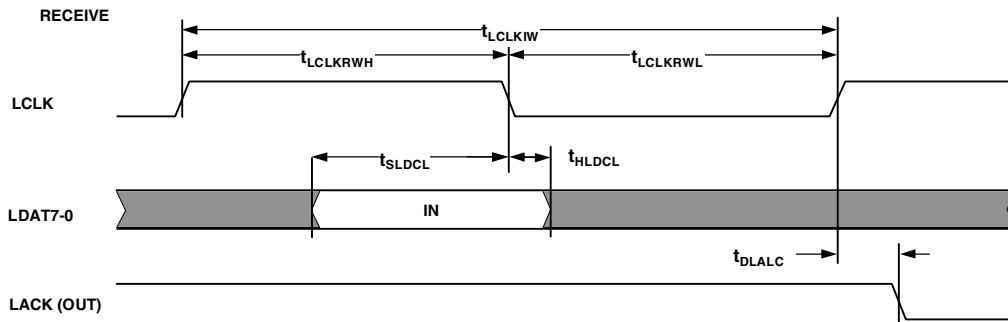 RECEIVE
tLCLKIW
tLCLKRWH
tLCLKRWL
LCLK
tSLDCL
tHLDCL
LDAT7-0
IN
tDLALC
LACK (OUT)